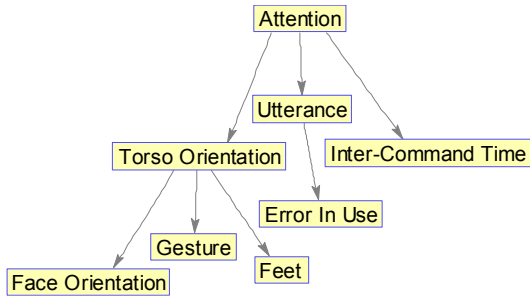 Attention
Utterance
Torso Orientation
Inter-Command Time
Error In Use
Gesture
Feet
Face Orientation